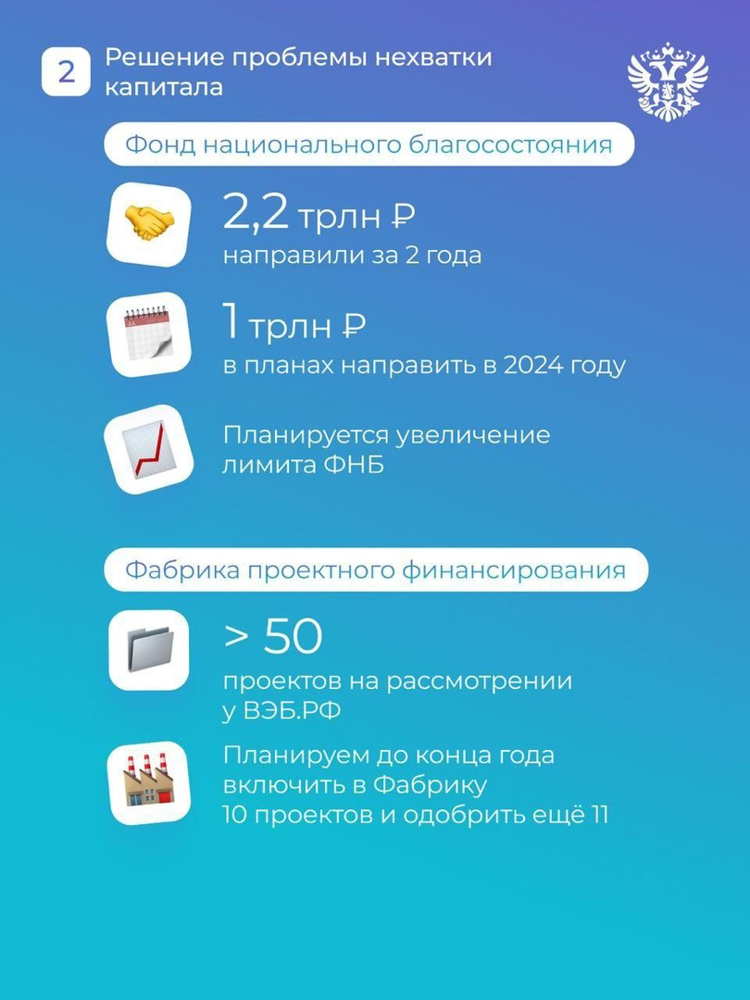 2
Решение проблемы нехватки
капитала
Фонд национального благосостояния
2,2 трлн ₽
направили за 2 года
1 трлн ₽
в планах направить в 2024 году
Планируется увеличение
лимита ФНБ
Фабрика проектного финансирования
> 50
проектов на рассмотрении
у ВЭБ.РФ
Планируем до конца года
включить в Фабрику
10 проектов и одобрить ещё 11